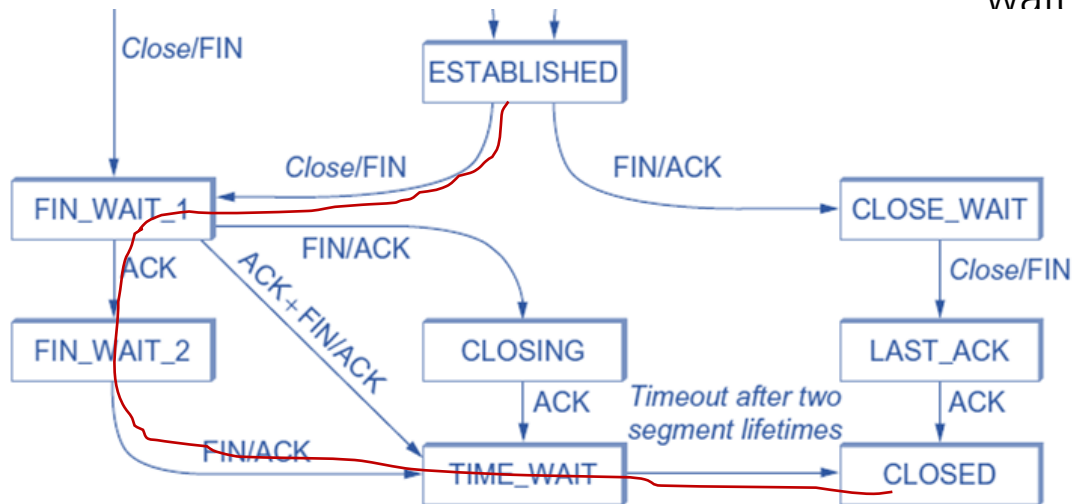 Close/FIN
ESTABLISHED
Close/FIN
FIN/ACK
FIN_WAIT_1
CLOSE_WAIT
FIN/ACK
ACK
ACK + FIN/ACK
Close/FIN
FIN_WAIT_2
CLOSING
LAST_ACK
ACK
Timeout after two
segment lifetimes
ACK
FIN/ACK
TIME_WAIT
CLOSED